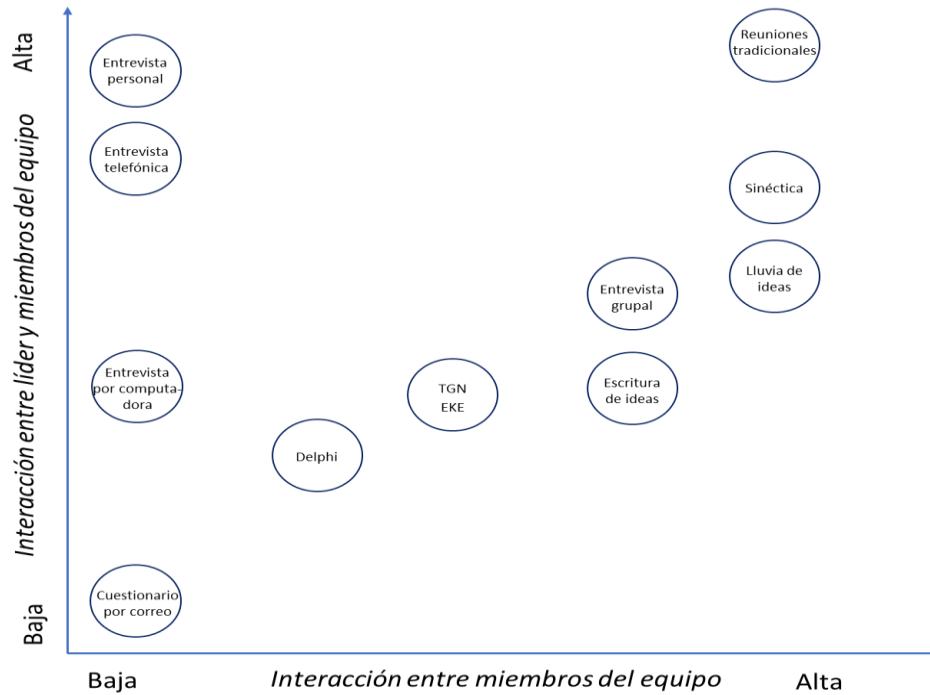 Alta
Interacción entre líder y miembros del equipo
Baja
Entrevista
personal
Entrevista
telefónica
Entrevista
por computa-
dora
Cuestionario
por correo
Delphi
TGN
EKE
Entrevista
grupal
Escritura
de ideas
Reuniones
tradicionales
Sinéctica
Lluvia de
ideas
Baja
Interacción entre miembros del equipo
Alta